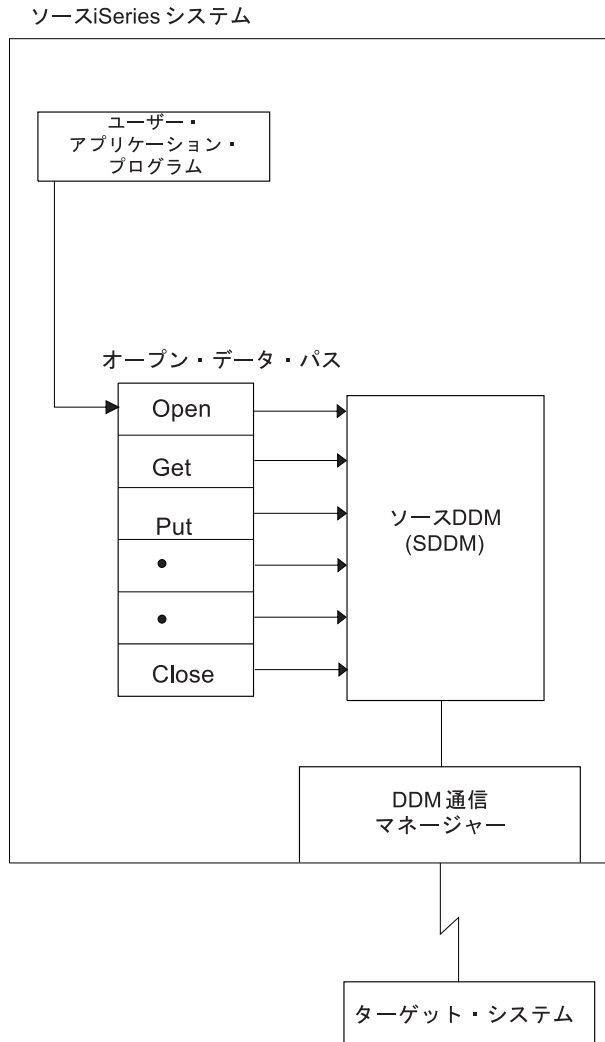 ソースiSeries システム
ユーザー・
アプリケーション・
プログラム
オープン・データ・パス
Open
Get
Put
•
•
Close
ソースDDM
(SDDM)
DDM 通信
マネージャー
ターゲット・システム